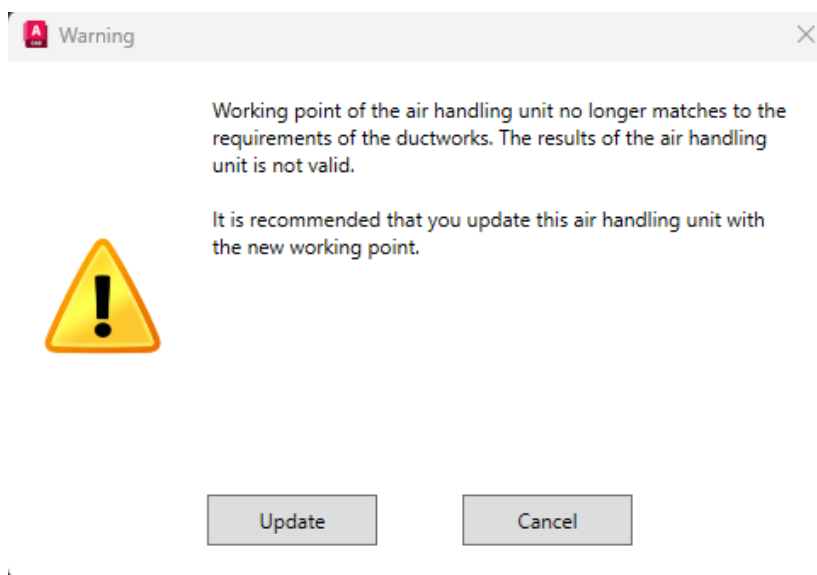 A
CAD
Warning
Working point of the air handling unit no longer matches to the
requirements of the ductworks. The results of the air handling
unit is not valid.
It is recommended that you update this air handling unit with
the new working point.
Update
Cancel